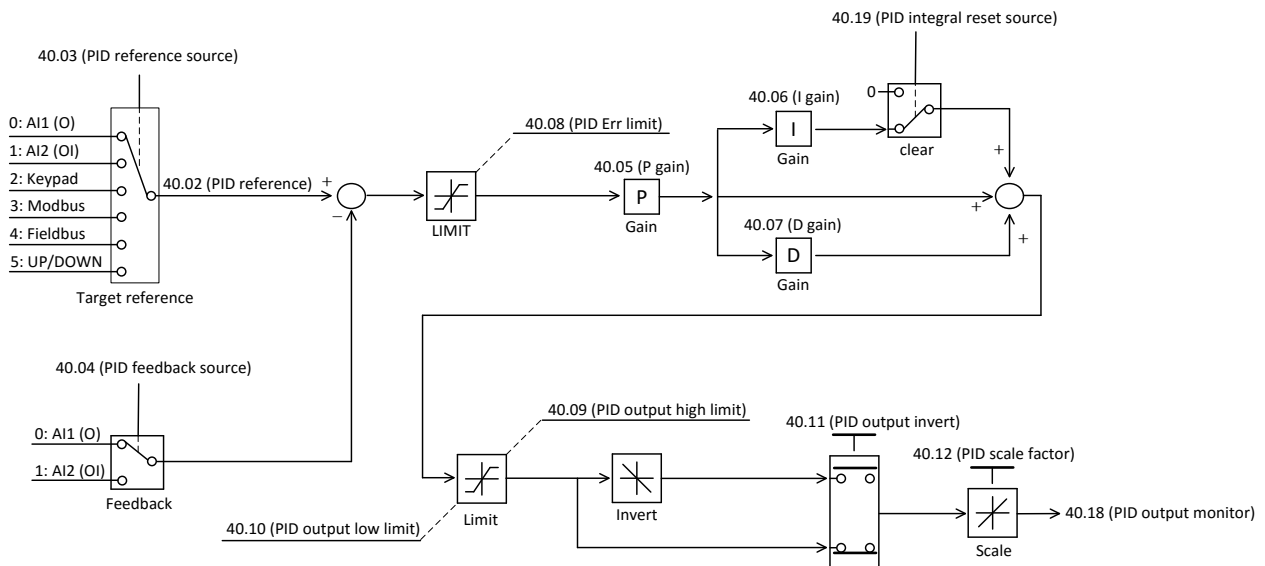 40.19 (PID integral reset source)
40.03 (PID reference source)
0
40.06 (I gain)
0: AI1 (O)
40.08 (PID Err limit)
I
1: AI2 (OI)
Gain
clear
+
40.05 (P gain)
2: Keypad
40.02 (PID reference)
+
−
P
+
3: Modbus
LIMIT
Gain
40.07 (D gain)
+
4: Fieldbus
D
5: UP/DOWN
Gain
Target reference
40.04 (PID feedback source)
40.09 (PID output high limit)
40.11 (PID output invert)
0: AI1 (O)
40.12 (PID scale factor)
1: AI2 (OI)
Feedback
Limit
Invert
40.18 (PID output monitor)
40.10 (PID output low limit)
Scale